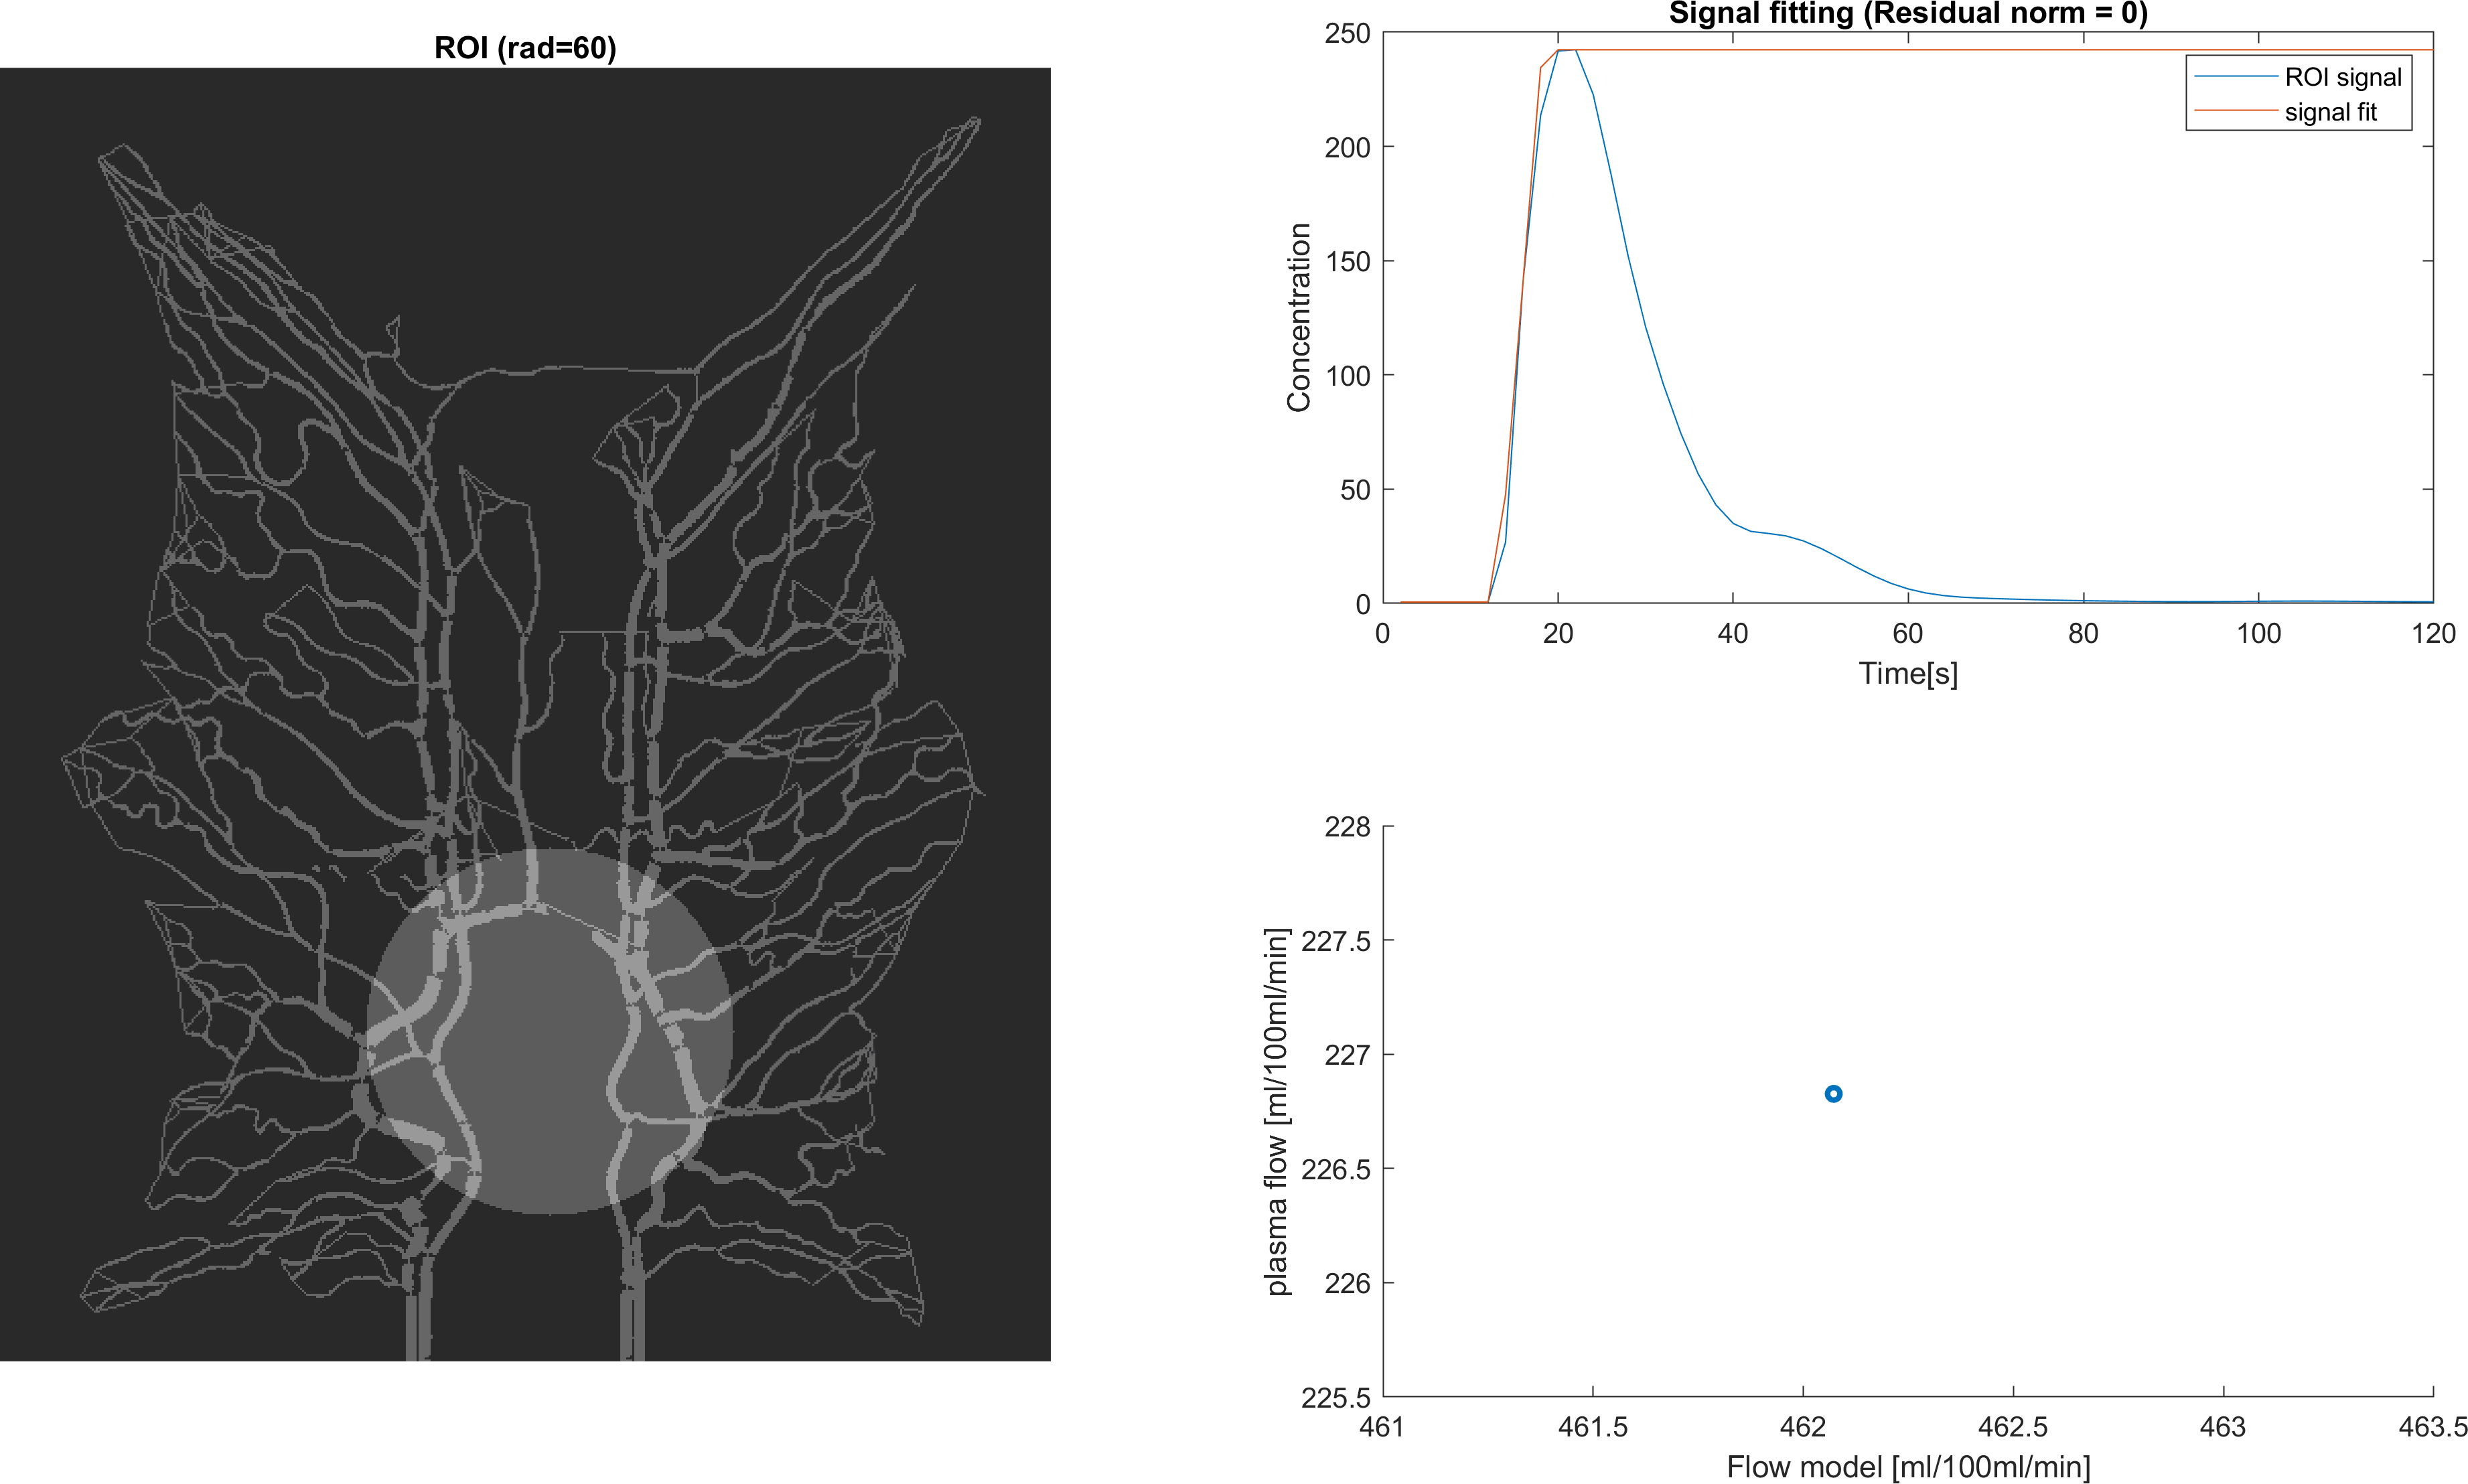 ROI (rad=60)
Signal fitting (Residual norm = 0)
250
200
150
100
50
0
Concentration
ROI signal
signal fit
0 20 40 60 80 100 120
Time[s]
228
227.5
227
226.5
226
225.5
plasma flow [ml/100ml/min]
461 461.5 462 462.5 463 463.5
Flow model [ml/100ml/min]